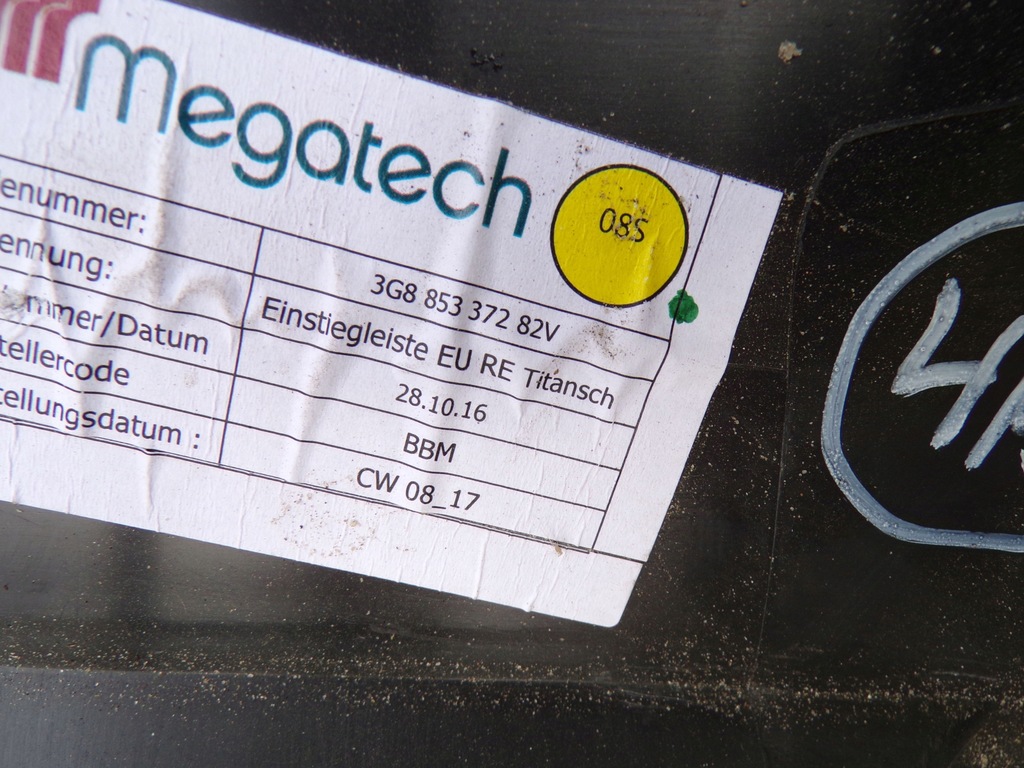 megatech
08S
enummer:
3G8 853 372 82V
ennung:
Einstiegleiste EU RE Titansch
mmer/Datum
28.10.16
tellercode
BBM
tellungsdatum :
CW 08_17